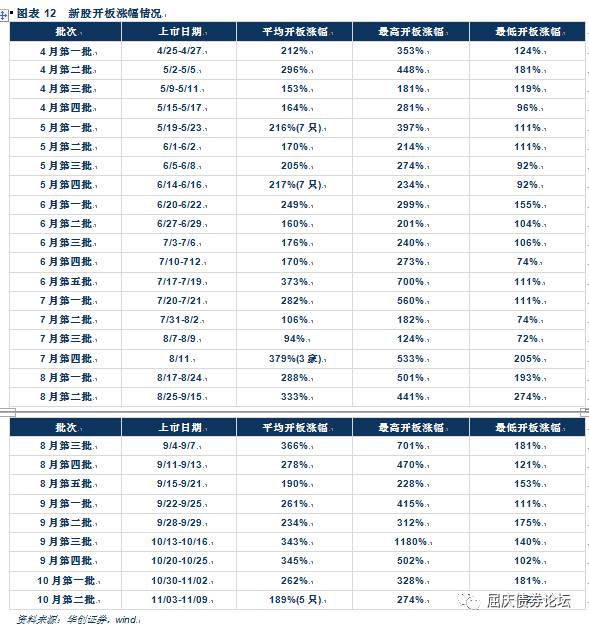 图表 12 新股开板涨幅情况
批次 上市日期 平均开板涨幅 最高开板涨幅 最低开板涨幅
4 月第一批 4/25-4/27 212% 353% 124%
4 月第二批 5/2-5/5 296% 448% 181%
4 月第三批 5/9-5/11 153% 181% 119%
4 月第四批 5/15-5/17 164% 281% 96%
5 月第一批 5/19-5/23 216%(7 只) 397% 111%
5 月第二批 6/1-6/2 170% 214% 111%
5 月第三批 6/5-6/8 205% 274% 92%
5 月第四批 6/14-6/16 217%(7 只) 234% 92%
6 月第一批 6/20-6/22 249% 299% 155%
6 月第二批 6/27-6/29 160% 201% 104%
6 月第三批 7/3-7/6 176% 240% 106%
6 月第四批 7/10-712 170% 273% 74%
6 月第五批 7/17-7/19 373% 700% 111%
7 月第一批 7/20-7/21 282% 560% 111%
7 月第二批 7/31-8/2 106% 182% 74%
7 月第三批 8/7-8/9 94% 124% 72%
7 月第四批 8/11 379%(3 家) 533% 205%
8 月第一批 8/17-8/24 288% 501% 193%
8 月第二批 8/25-9/15 333% 441% 274%
批次 上市日期 平均开板涨幅 最高开板涨幅 最低开板涨幅
8 月第三批 9/4-9/7 366% 701% 181%
8 月第四批 9/11-9/13 278% 470% 121%
8 月第五批 9/15-9/21 190% 228% 153%
9 月第一批 9/22-9/25 261% 415% 111%
9 月第二批 9/28-9/29 234% 312% 175%
9 月第三批 10/13-10/16 343% 1180% 140%
9 月第四批 10/20-10/25 345% 502% 102%
10 月第一批 10/30-11/02 262% 328% 181%
10 月第二批 11/03-11/09 189%(5 只) 274%
屈庆债券论坛
资料来源：华创证券，wind